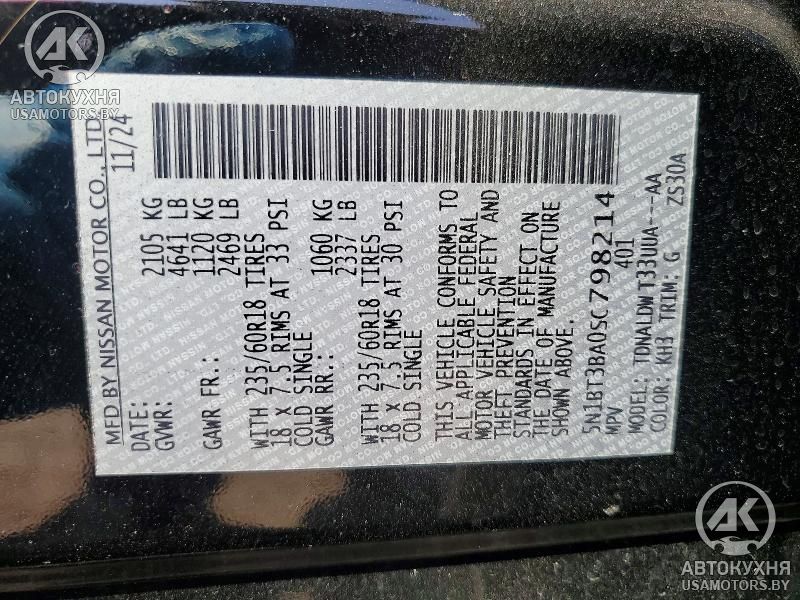 MFD BY NISSAN MOTOR CO., LTD.
DATE: 11/24
GVWR: 2105 KG
4641 LB
GAWR FR.: 1120 KG
2469 LB
WITH 235/60R18 TIRES
18 X 7.5 RIMS AT 33 PSI
COLD SINGLE
GAWR RR.: 1060 KG
2337 LB
WITH 235/60R18 TIRES
18 X 7.5 RIMS AT 30 PSI
COLD SINGLE
THIS VEHICLE CONFORMS TO
ALL APPLICABLE FEDERAL
MOTOR VEHICLE SAFETY AND
THEFT PREVENTION
STANDARDS IN EFFECT ON
THE DATE OF MANUFACTURE
SHOWN ABOVE.
5N1BT3BA0SC798214
MPV 401
MODEL: TDNALDWT33UUA---AA
COLOR: KH3 TRIM: G ZS30A
АК
АВТОКУХНЯ
USAMOTORS.BY
АК
АВТОКУХНЯ
USAMOTORS.BY